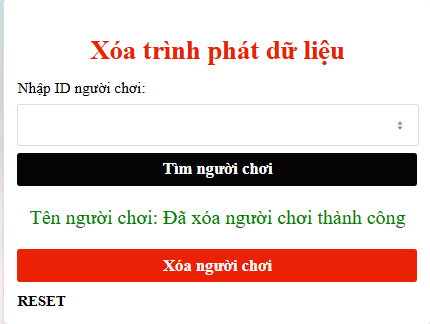 Xóa trình phát dữ liệu
Nhập ID người chơi:
Tìm người chơi
Tên người chơi: Đã xóa người chơi thành công
Xóa người chơi
RESET